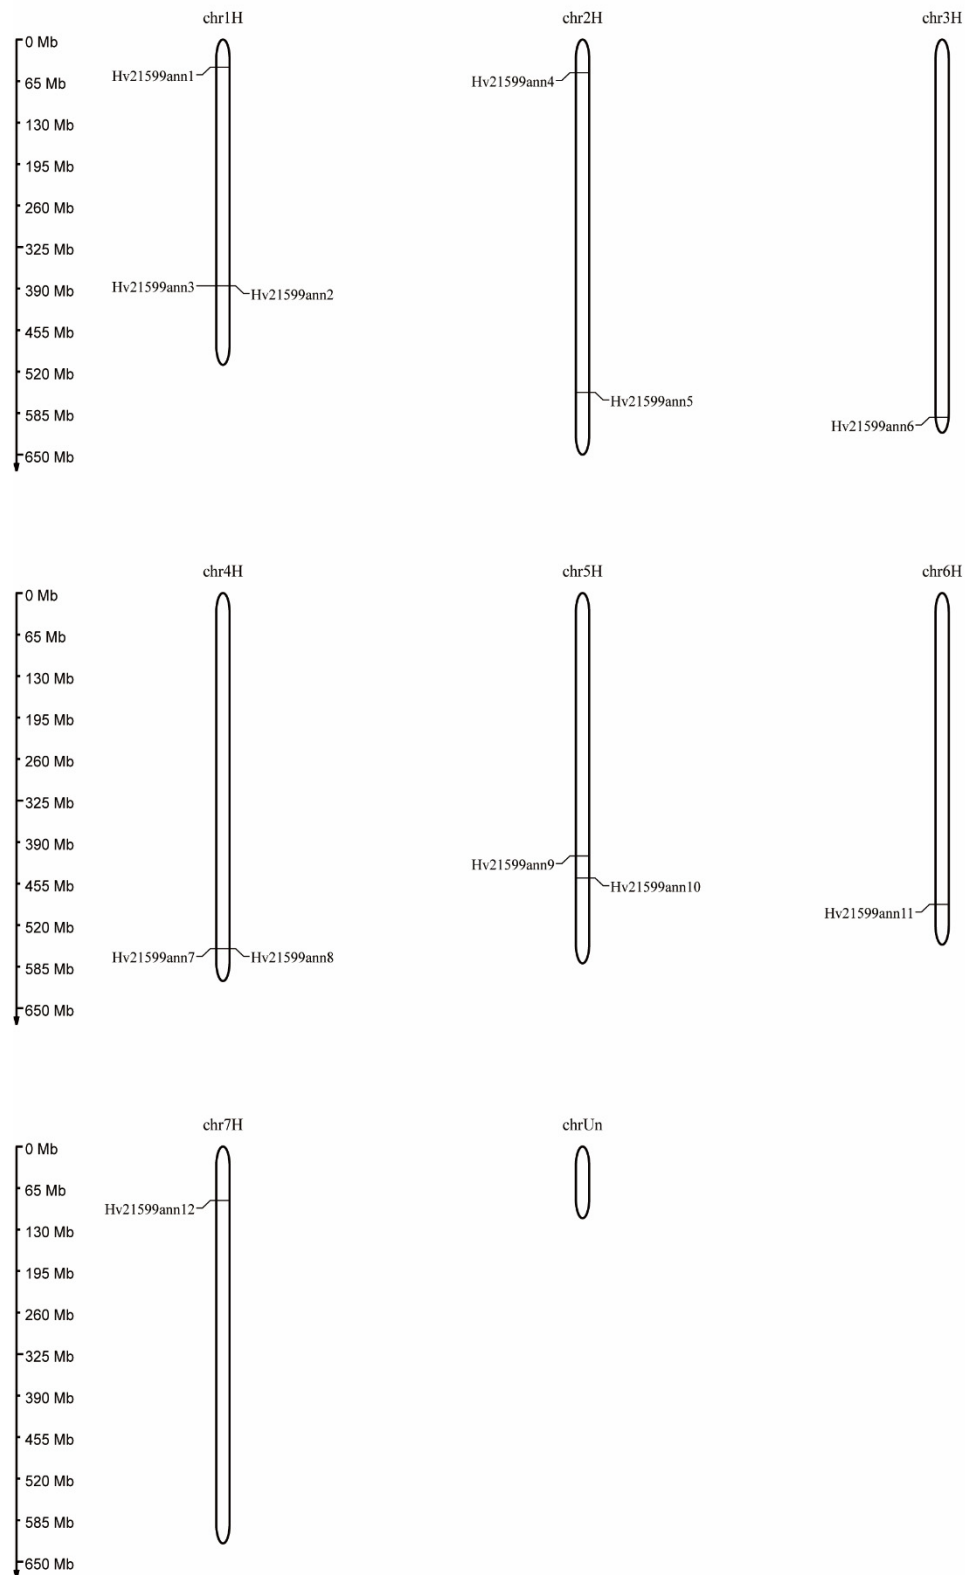 chr1H
chr2H
chr3H
0 Mb
65 Mb
130 Mb
195 Mb
260 Mb
325 Mb
390 Mb
455 Mb
520 Mb
585 Mb
650 Mb
Hv21599ann1
Hv21599ann3
Hv21599ann2
Hv21599ann4
Hv21599ann5
Hv21599ann6
chr4H
chr5H
chr6H
0 Mb
65 Mb
130 Mb
195 Mb
260 Mb
325 Mb
390 Mb
455 Mb
520 Mb
585 Mb
650 Mb
Hv21599ann7
Hv21599ann8
Hv21599ann9
Hv21599ann10
Hv21599ann11
chr7H
chrUn
0 Mb
65 Mb
130 Mb
195 Mb
260 Mb
325 Mb
390 Mb
455 Mb
520 Mb
585 Mb
650 Mb
Hv21599ann12